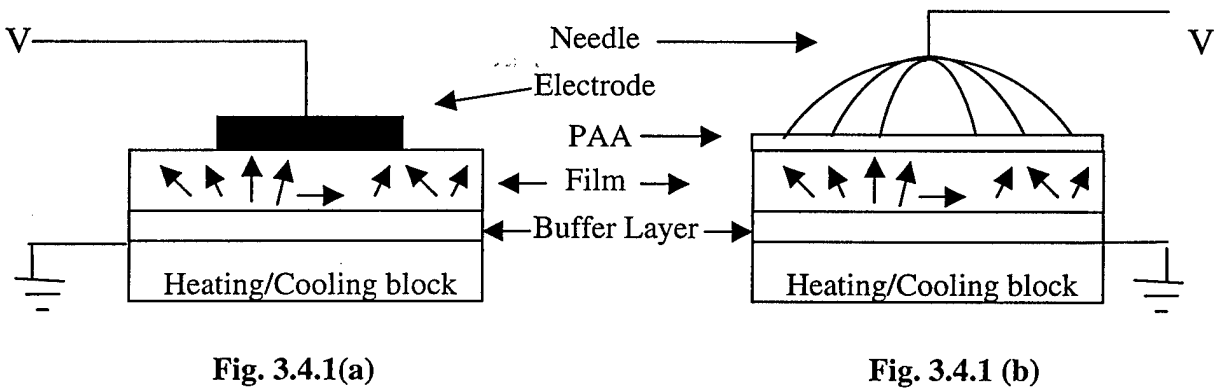 V
Needle
V
Electrode
PAA
Film
Buffer Layer
Heating/Cooling block
Heating/Cooling block
Fig. 3.4.1(a)
Fig. 3.4.1 (b)